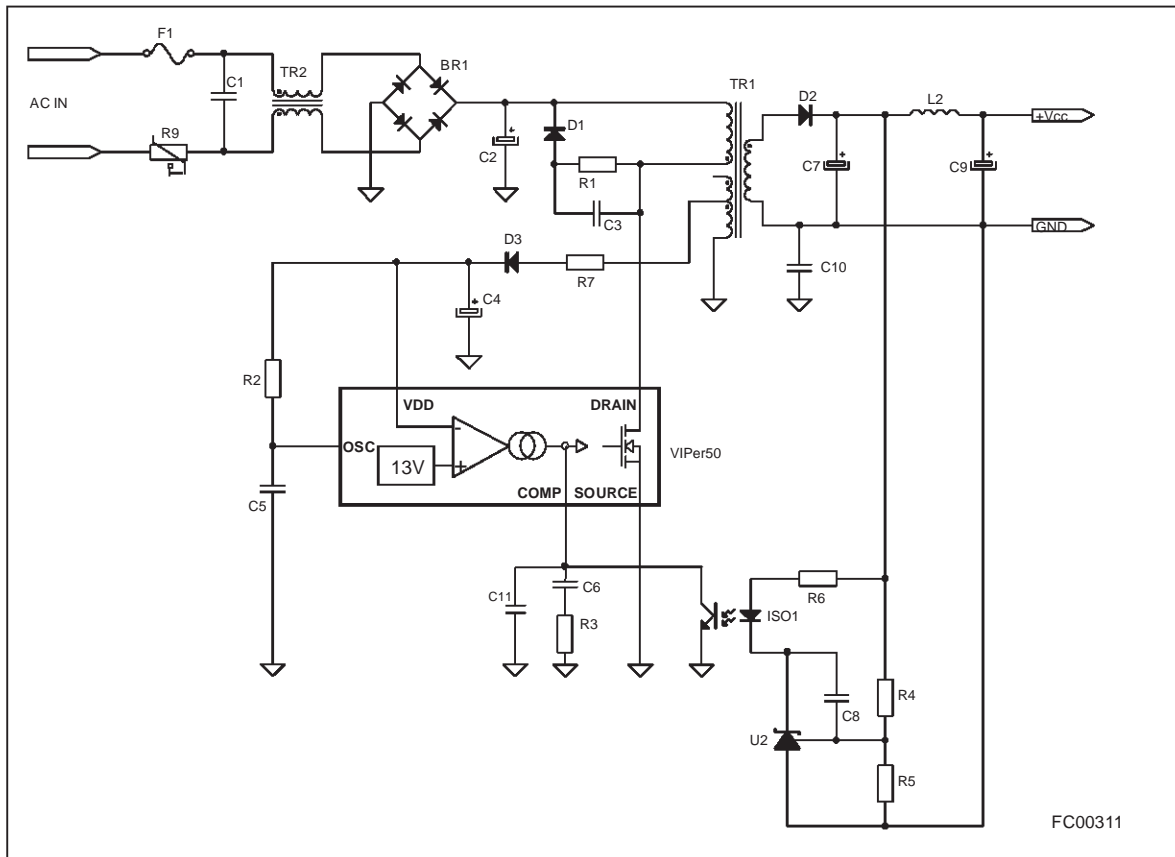 F1
TR2
BR1
C1
AC IN
R9
T
C2
+
D1
R1
C3
TR1
D2
L2
+Vcc
C7
+
C9
+
GND
C10
D3
R7
C4
+
R2
VDD
DRAIN
OSC
-
13V
+
VIPer50
COMP
SOURCE
C5
C11
C6
R3
R6
ISO1
R4
C8
U2
R5
FC00311